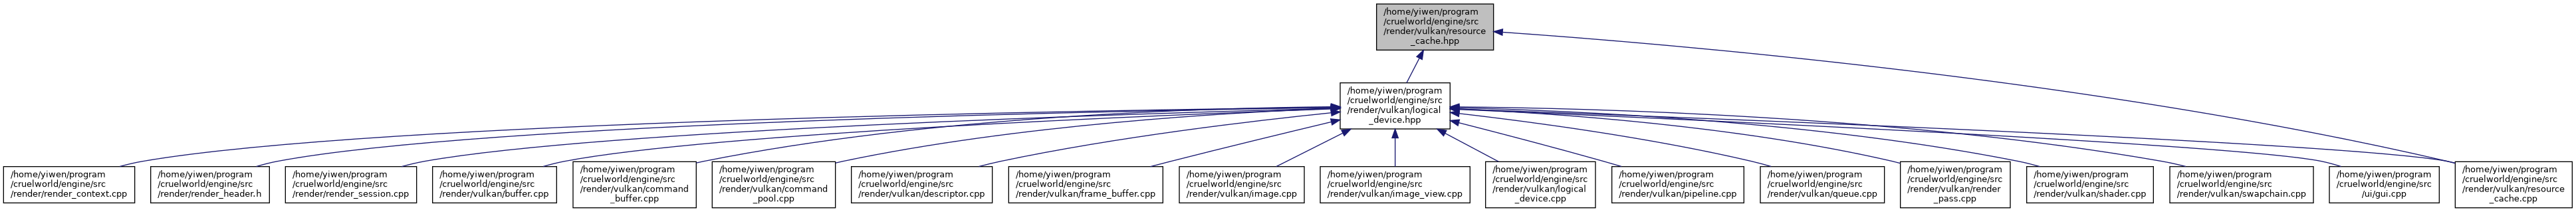 /home/yiwen/program
/cruelworld/engine/src
/render/vulkan/resource
_cache.hpp
/home/yiwen/program
/cruelworld/engine/src
/render/vulkan/logical
_device.hpp
/home/yiwen/program
/cruelworld/engine/src
/render/render_context.cpp
/home/yiwen/program
/cruelworld/engine/src
/render/render_header.h
/home/yiwen/program
/cruelworld/engine/src
/render/render_session.cpp
/home/yiwen/program
/cruelworld/engine/src
/render/vulkan/buffer.cpp
/home/yiwen/program
/cruelworld/engine/src
/render/vulkan/command
_buffer.cpp
/home/yiwen/program
/cruelworld/engine/src
/render/vulkan/command
_pool.cpp
/home/yiwen/program
/cruelworld/engine/src
/render/vulkan/descriptor.cpp
/home/yiwen/program
/cruelworld/engine/src
/render/vulkan/frame_buffer.cpp
/home/yiwen/program
/cruelworld/engine/src
/render/vulkan/image.cpp
/home/yiwen/program
/cruelworld/engine/src
/render/vulkan/image_view.cpp
/home/yiwen/program
/cruelworld/engine/src
/render/vulkan/logical
_device.cpp
/home/yiwen/program
/cruelworld/engine/src
/render/vulkan/pipeline.cpp
/home/yiwen/program
/cruelworld/engine/src
/render/vulkan/queue.cpp
/home/yiwen/program
/cruelworld/engine/src
/render/vulkan/render
_pass.cpp
/home/yiwen/program
/cruelworld/engine/src
/render/vulkan/shader.cpp
/home/yiwen/program
/cruelworld/engine/src
/render/vulkan/swapchain.cpp
/home/yiwen/program
/cruelworld/engine/src
/ui/gui.cpp
/home/yiwen/program
/cruelworld/engine/src
/render/vulkan/resource
_cache.cpp